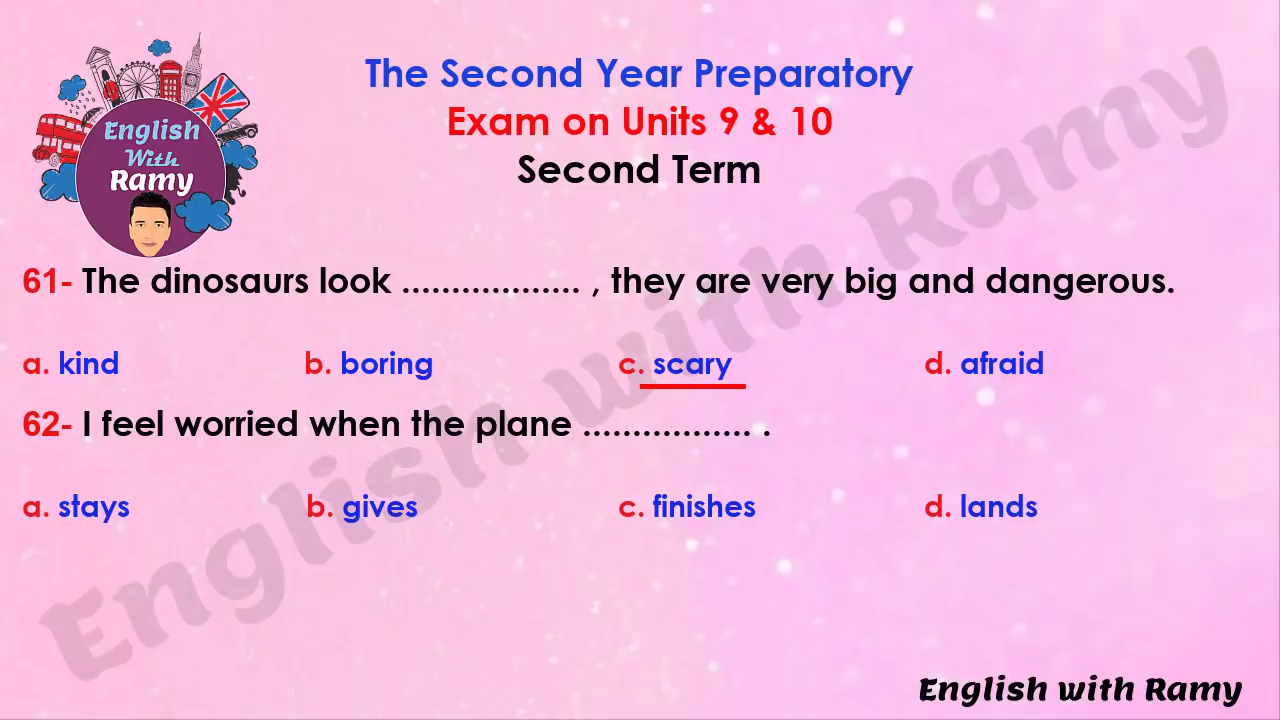 English
With
Ramy
The Second Year Preparatory
Exam on Units 9 & 10
Second Term
61- The dinosaurs look .................. , they are very big and dangerous.
a. kind b. boring c. scary d. afraid
62- I feel worried when the plane ................. .
a. stays b. gives c. finishes d. lands
English with Ramy
English with Ramy